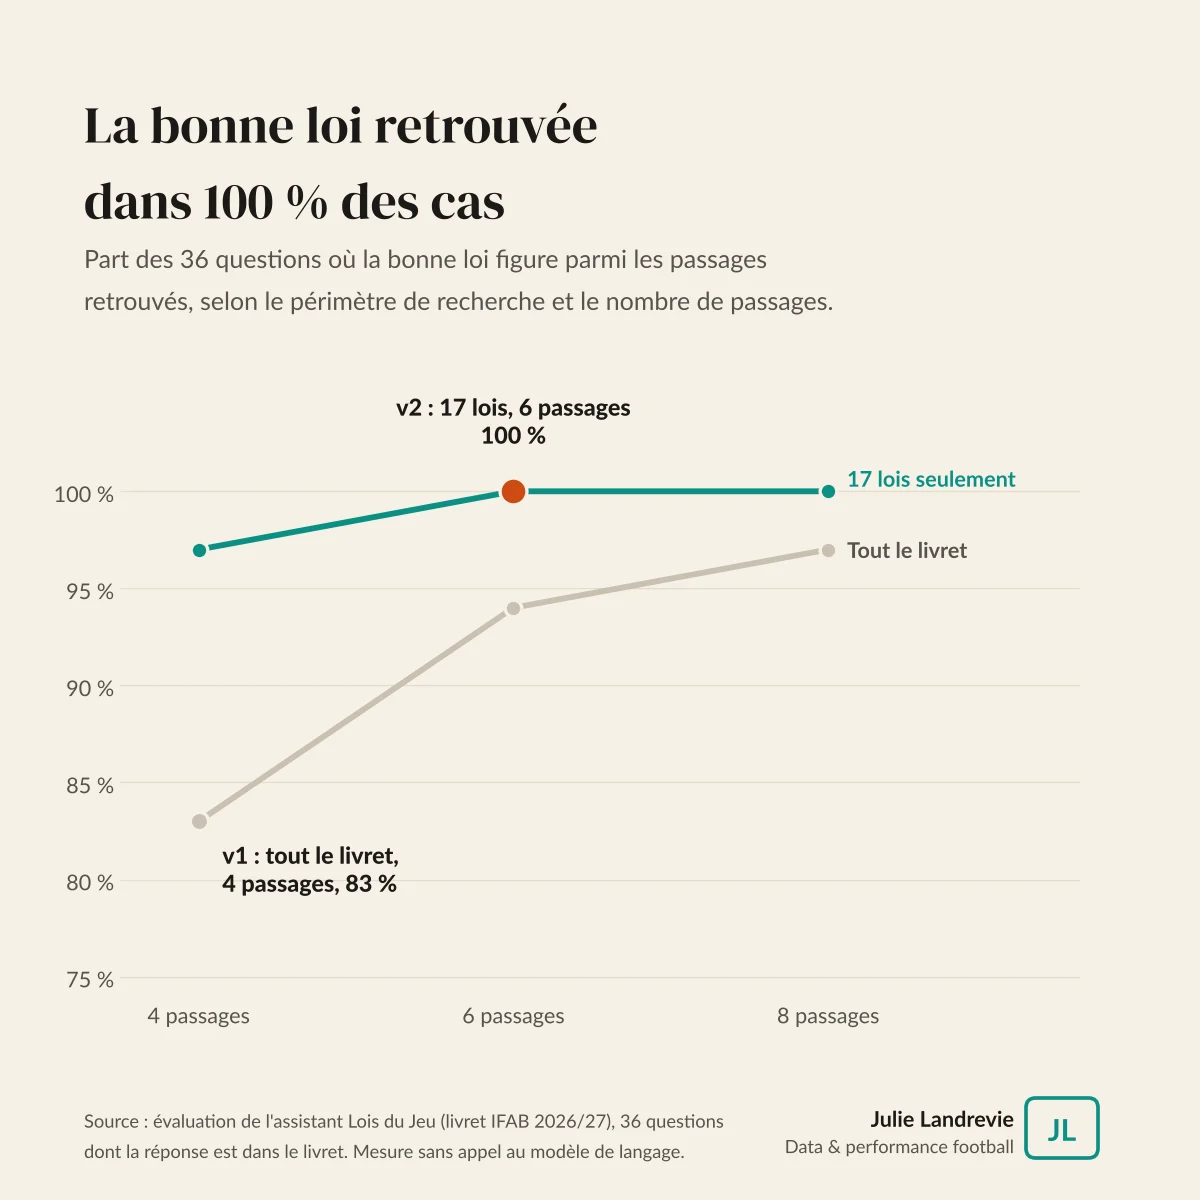 La bonne loi retrouvée
dans 100 % des cas
Part des 36 questions où la bonne loi figure parmi les passages
retrouvés, selon le périmètre de recherche et le nombre de passages.
v2 : 17 lois, 6 passages
100 %
100 %
17 lois seulement
Tout le livret
95 %
90 %
85 %
v1 : tout le livret,
4 passages, 83 %
80 %
75 %
4 passages
6 passages
8 passages
Source : évaluation de l'assistant Lois du Jeu (livret IFAB 2026/27), 36 questions
dont la réponse est dans le livret. Mesure sans appel au modèle de langage.
Julie Landrevie
Data & performance football
JL